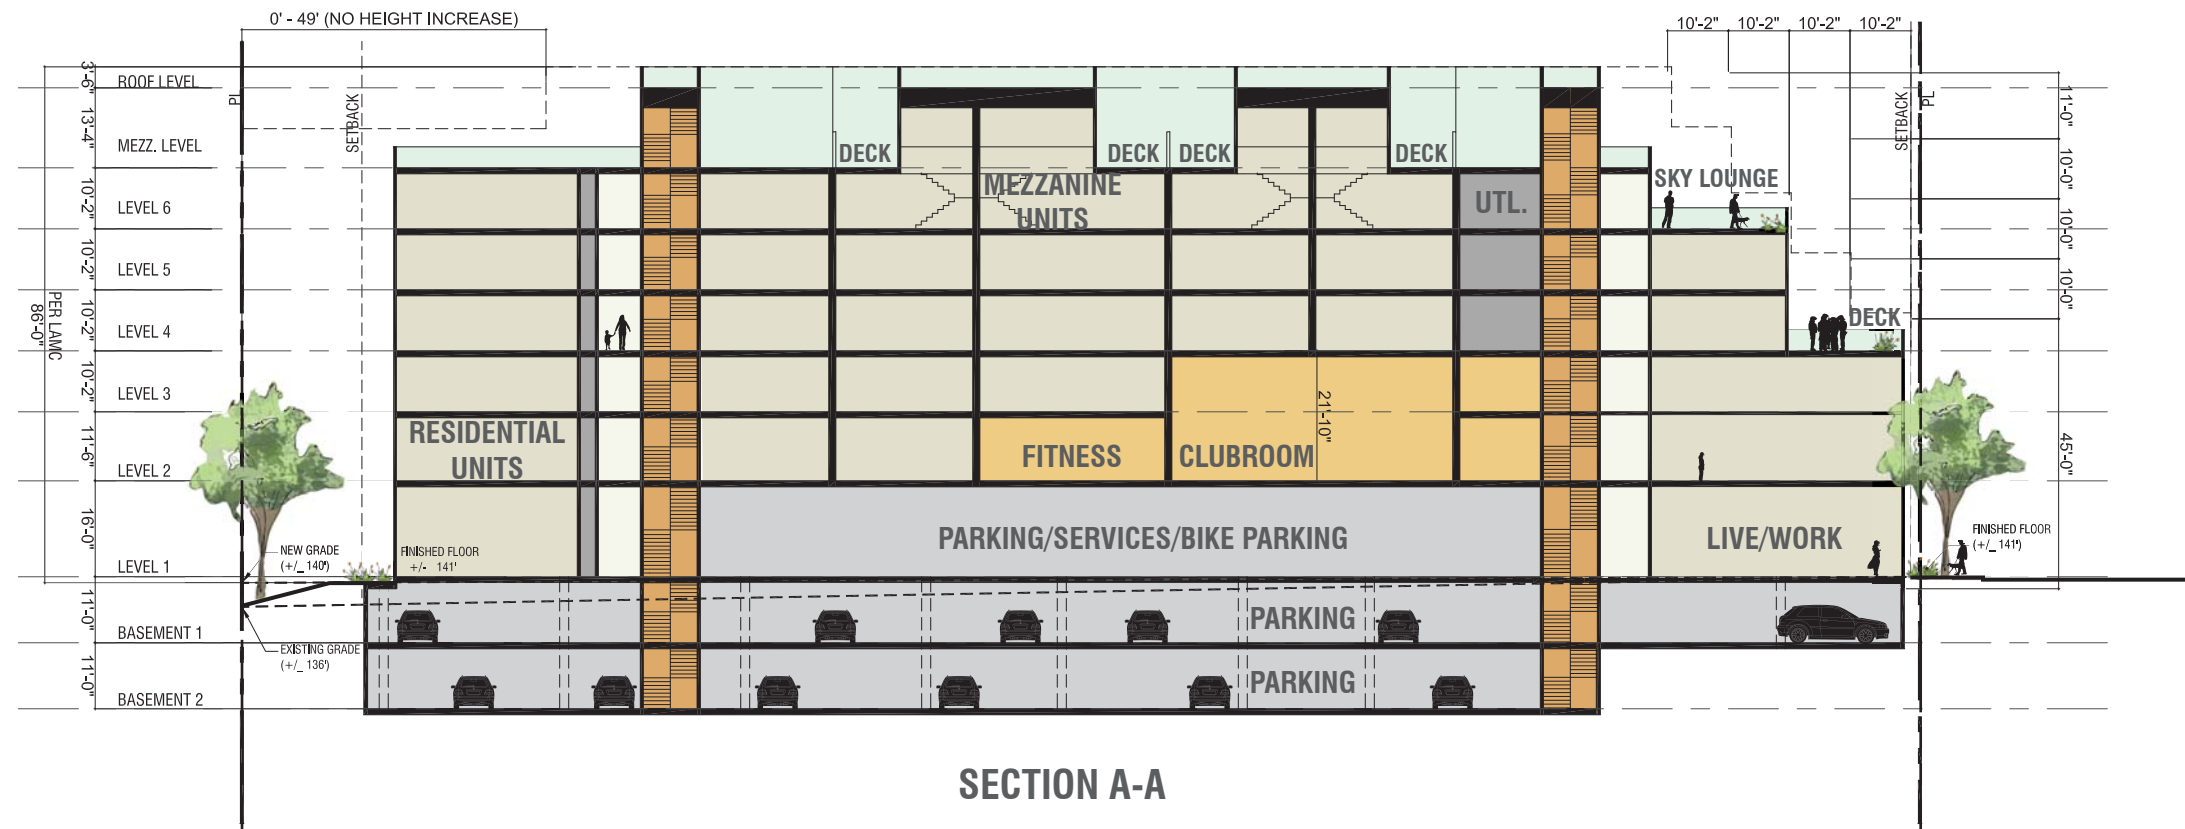 0' - 49' (NO HEIGHT INCREASE)
10'-2" 10'-2" 10'-2" 10'-2"
3'-6"
ROOF LEVEL
PL
SETBACK
SETBACK
PL
11'-0"
13'-4"
MEZZ. LEVEL
DECK DECK DECK DECK
10'-0"
MEZZANINE
UNITS
UTL.
SKY LOUNGE
10'-2"
LEVEL 6
10'-0"
10'-2"
LEVEL 5
10'-0"
PER LAMC
86'-0"
10'-2"
LEVEL 4
DECK
10'-2"
LEVEL 3
21'-10"
RESIDENTIAL
UNITS
11'-6"
LEVEL 2
FITNESS
CLUBROOM
45'-0"
16'-0"
LEVEL 1
PARKING/SERVICES/BIKE PARKING
LIVE/WORK
NEW GRADE
(+/_ 140')
FINISHED FLOOR
+/- 141'
FINISHED FLOOR
(+/_ 141')
11'-0"
BASEMENT 1
PARKING
EXISTING GRADE
(+/_ 136')
11'-0"
BASEMENT 2
PARKING
SECTION A-A